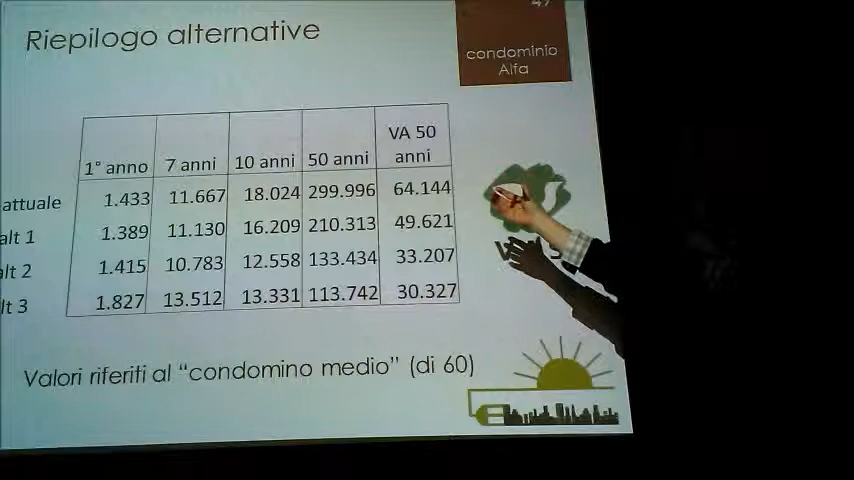 47
Riepilogo alternative
condominio
Alfa
VA 50
1° anno 7 anni 10 anni 50 anni anni
attuale 1.433 11.667 18.024 299.996 64.144
alt 1 1.389 11.130 16.209 210.313 49.621
alt 2 1.415 10.783 12.558 133.434 33.207
lt 3 1.827 13.512 13.331 113.742 30.327
Valori riferiti al “condomino medio” (di 60)